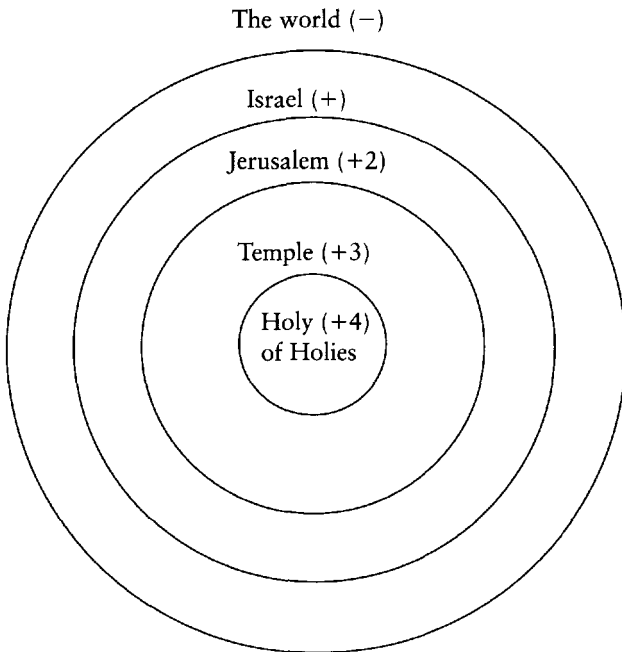 The world (−)
Israel (+)
Jerusalem (+2)
Temple (+3)
Holy (+4)
of Holies